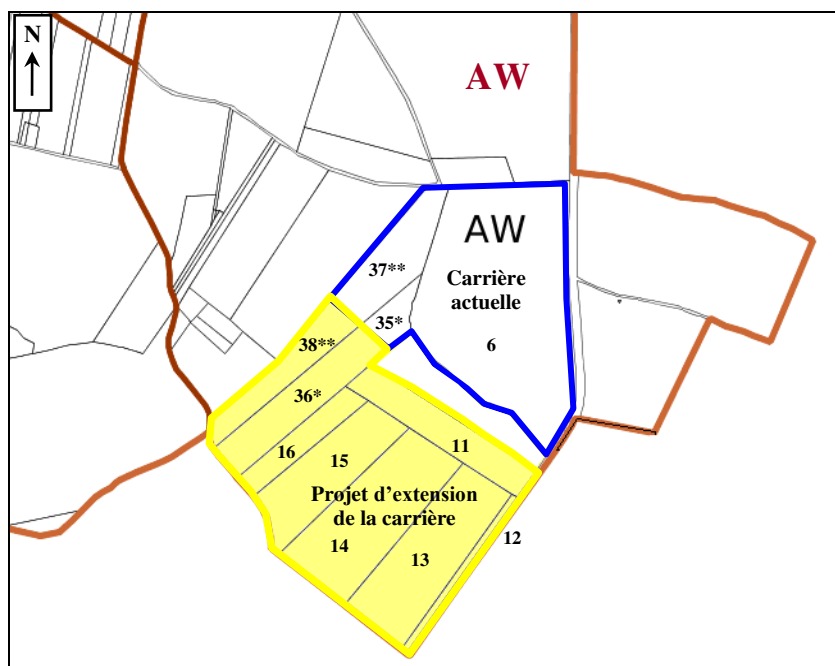 N
AW
AW
37**
Carrière
actuelle
35*
6
38**
36*
11
16
15
Projet d'extension
de la carrière
12
14
13